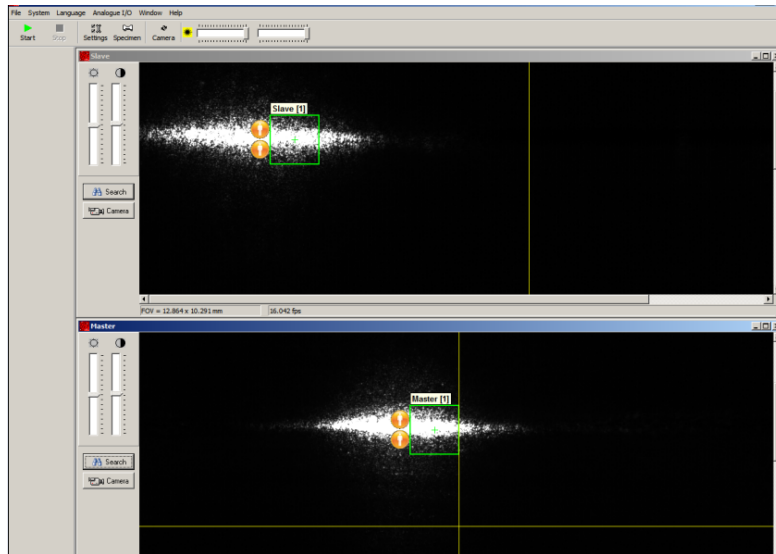 File System Language Analogue I/O Window Help
Start Stop Settings Specimen Camera
Slave
Slave [1]
Search
Camera
FOV = 12.864 x 10.291 mm 16.042 fps
Master
Master [1]
Search
Camera